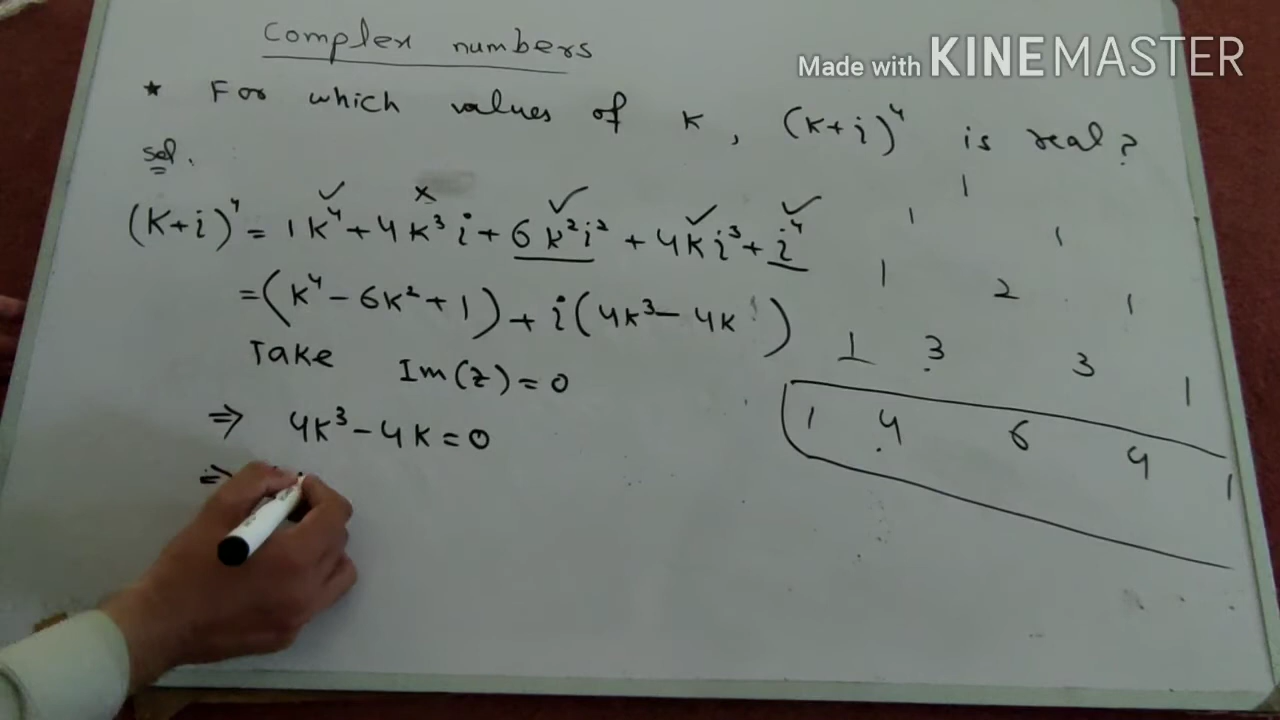 Complex numbers
Made with KINEMASTER
* For which values of k, (k+i)⁴ is real?
sol.
(k+i)⁴ = 1k⁴ + 4k³i + 6k²i² + 4ki³ + i⁴
= (k⁴ - 6k² + 1) + i(4k³ - 4k)
Take Im(z) = 0
⇒ 4k³ - 4k = 0
⇒
1
1 1
1 2 1
1 3 3 1
1 4 6 4 1